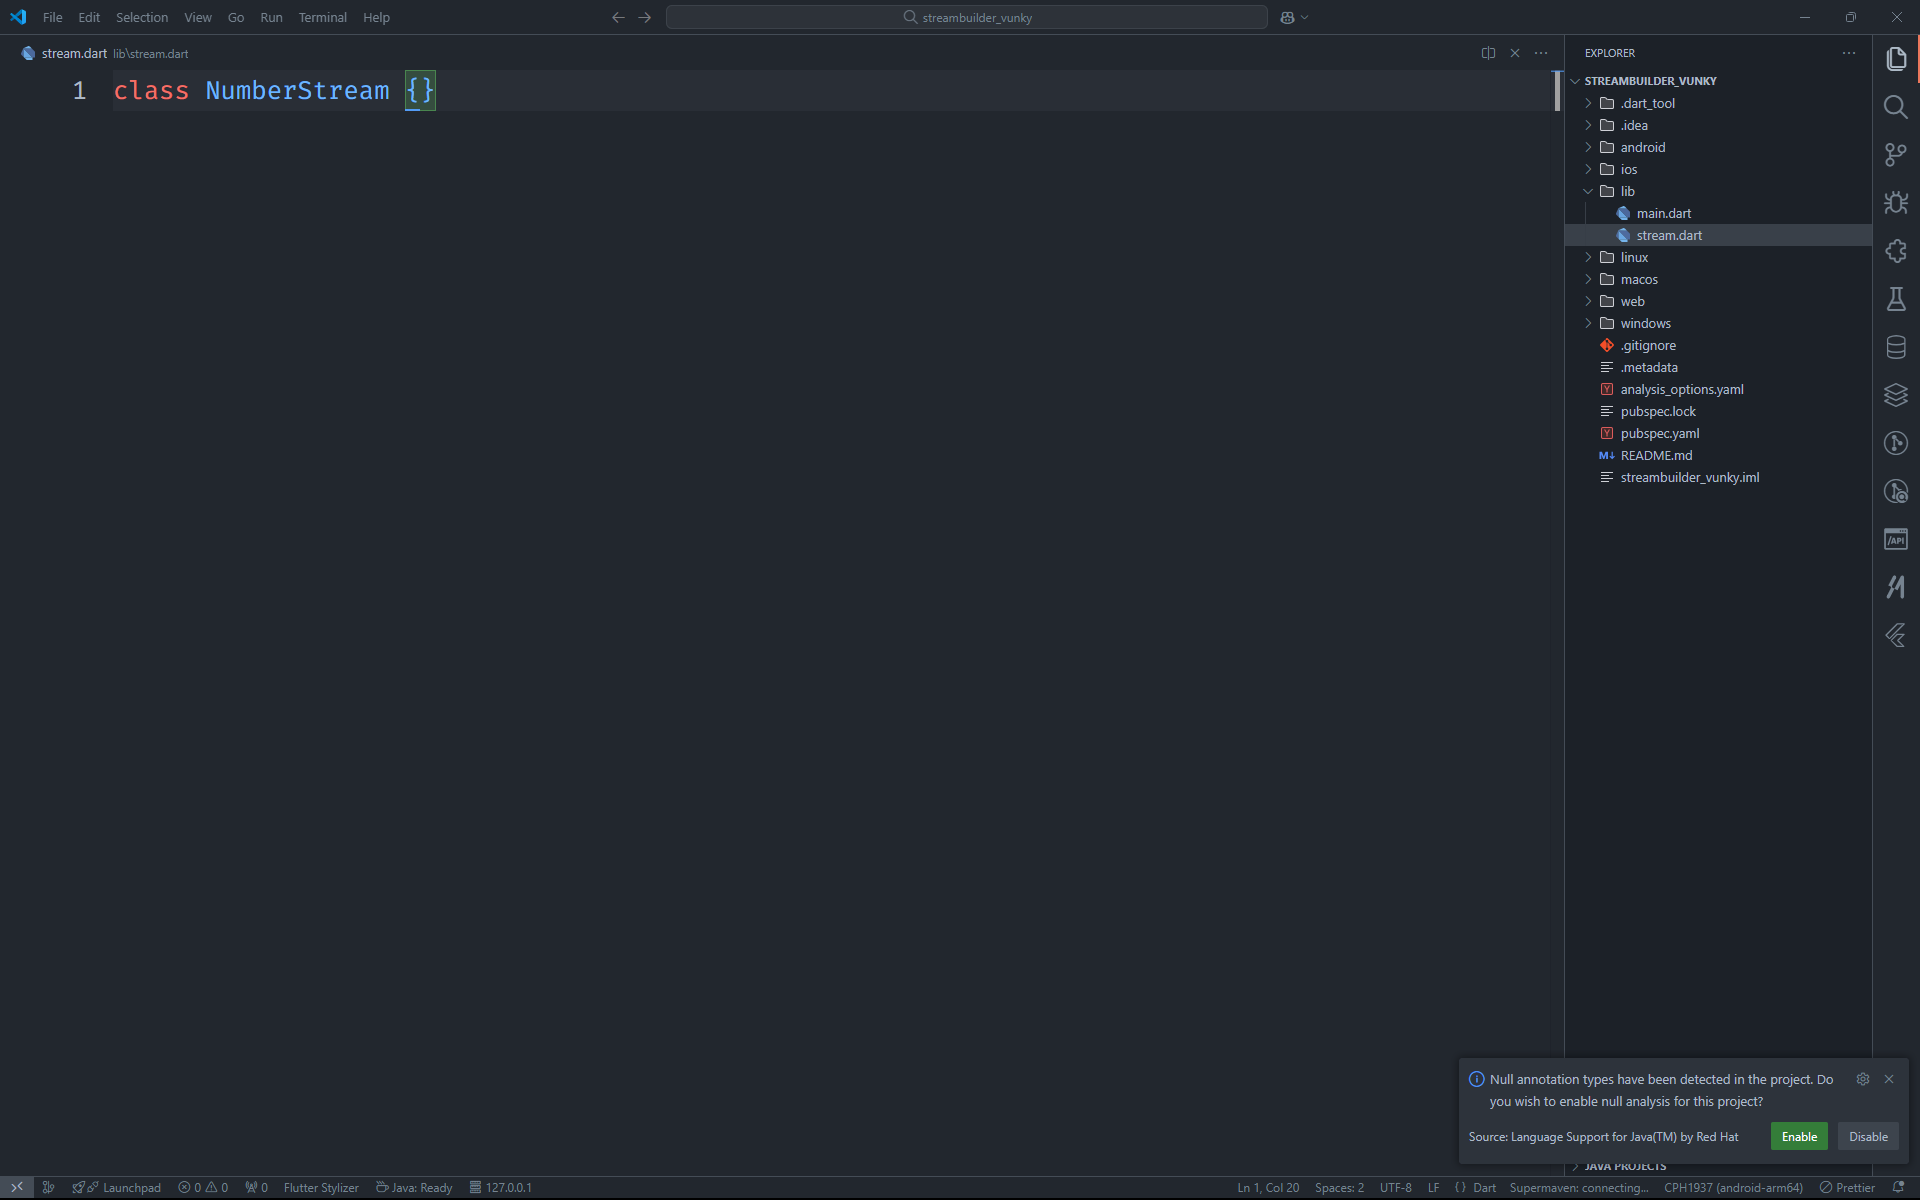 File Edit Selection View Go Run Terminal Help
streambuilder_vunky
stream.dart lib\stream.dart
1 class NumberStream {}
EXPLORER
STREAMBUILDER_VUNKY
.dart_tool
.idea
android
ios
lib
main.dart
stream.dart
linux
macos
web
windows
.gitignore
.metadata
Y analysis_options.yaml
pubspec.lock
Y pubspec.yaml
M↓ README.md
streambuilder_vunky.iml
/API
Null annotation types have been detected in the project. Do
you wish to enable null analysis for this project?
Source: Language Support for Java(TM) by Red Hat
Enable
Disable
JAVA PROJECTS
Launchpad 0 0 0 Flutter Stylizer Java: Ready 127.0.0.1
Ln 1, Col 20 Spaces: 2 UTF-8 LF {} Dart Supermaven: connecting... CPH1937 (android-arm64) Prettier